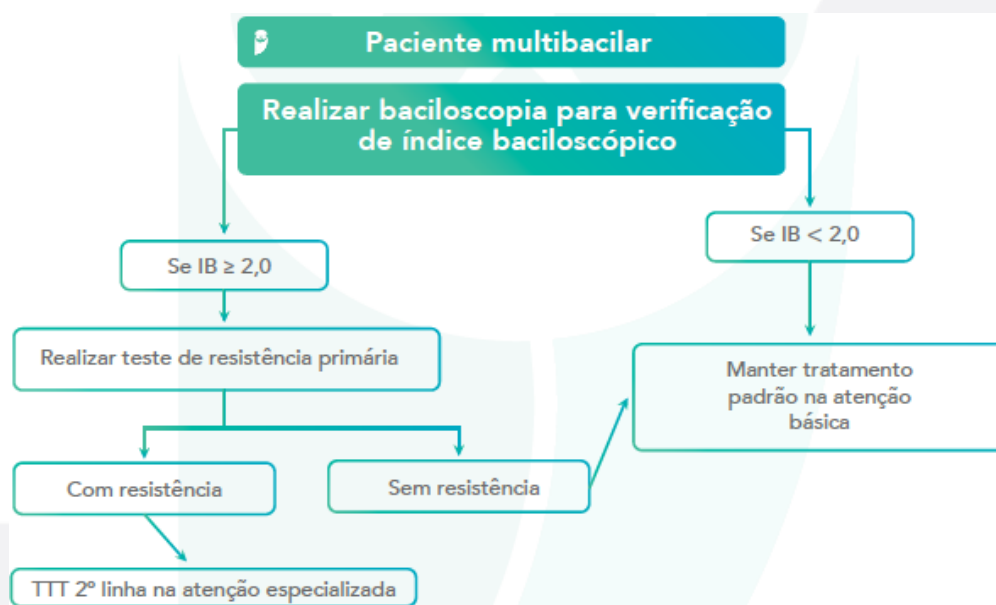 Paciente multibacilar
Realizar baciloscopia para verificação
de índice baciloscópico
Se IB ≥ 2,0
Se IB < 2,0
Realizar teste de resistência primária
Manter tratamento
padrão na atenção
básica
Com resistência
Sem resistência
TTT 2º linha na atenção especializada